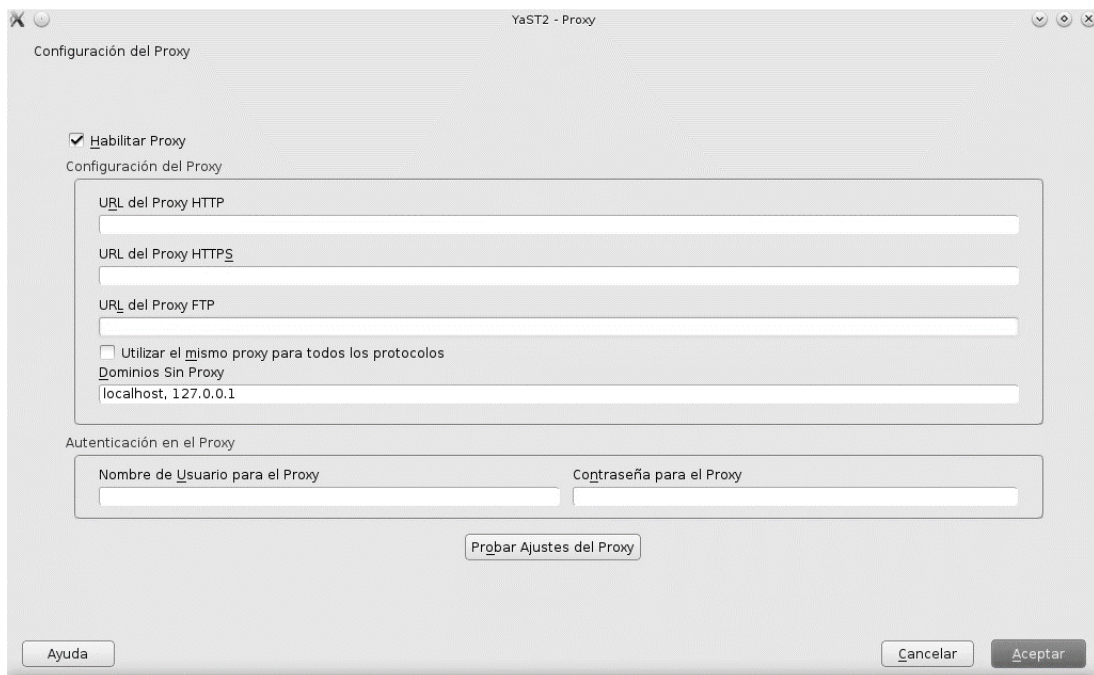 YaST2 - Proxy
Configuración del Proxy
Habilitar Proxy
Configuración del Proxy
URL del Proxy HTTP
URL del Proxy HTTPS
URL del Proxy FTP
Utilizar el mismo proxy para todos los protocolos
Dominios Sin Proxy
localhost, 127.0.0.1
Autenticación en el Proxy
Nombre de Usuario para el Proxy Contraseña para el Proxy
Probar Ajustes del Proxy
Ayuda Cancelar Aceptar